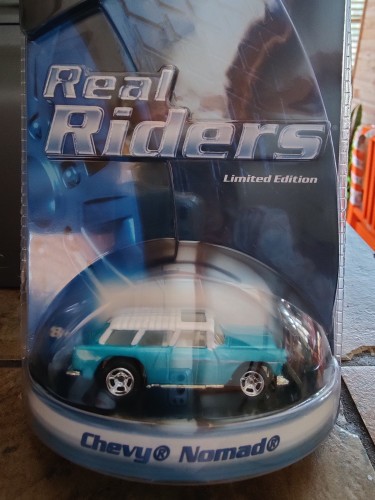 Real
Riders
Limited Edition
Chevy® Nomad®